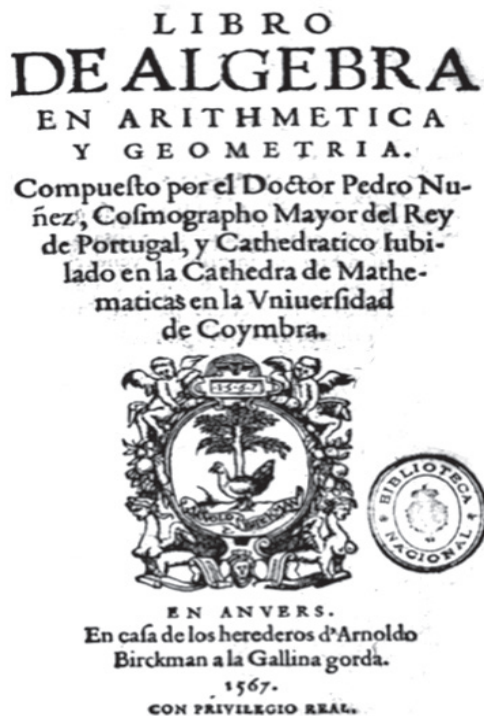 LIBRO
DE ALGEBRA
EN ARITHMETICA
Y GEOMETRIA.
Compueſto por el Doctor Pedro Nu-
ñez, Coſmographo Mayor del Rey
de Portugal, y Cathedratico Iubi-
lado en la Cathedra de Mathe-
maticas en la Vniuerſidad
de Coymbra.
1567
BIBLIOTECA
NACIONAL
EN ANVERS.
En caſa de los herederos d'Arnoldo
Birckman a la Gallina gorda.
1567.
CON PRIVILEGIO REAL.